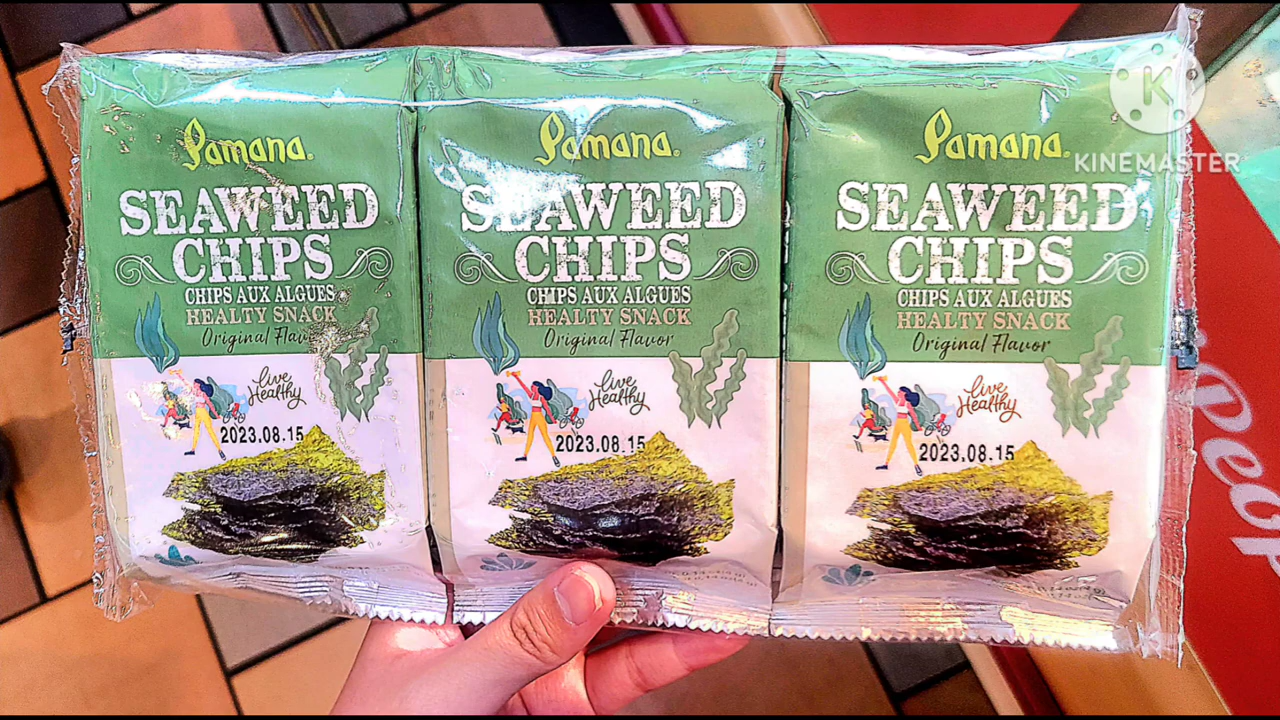 Pamana
SEAWEED
CHIPS
CHIPS AUX ALGUES
HEALTY SNACK
Original Flavor
live
Healthy
2023.08.15
Pamana
SEAWEED
CHIPS
CHIPS AUX ALGUES
HEALTY SNACK
Original Flavor
live
Healthy
2023.08.15
Pamana
SEAWEED
CHIPS
CHIPS AUX ALGUES
HEALTY SNACK
Original Flavor
live
Healthy
2023.08.15
K
KINEMASTER